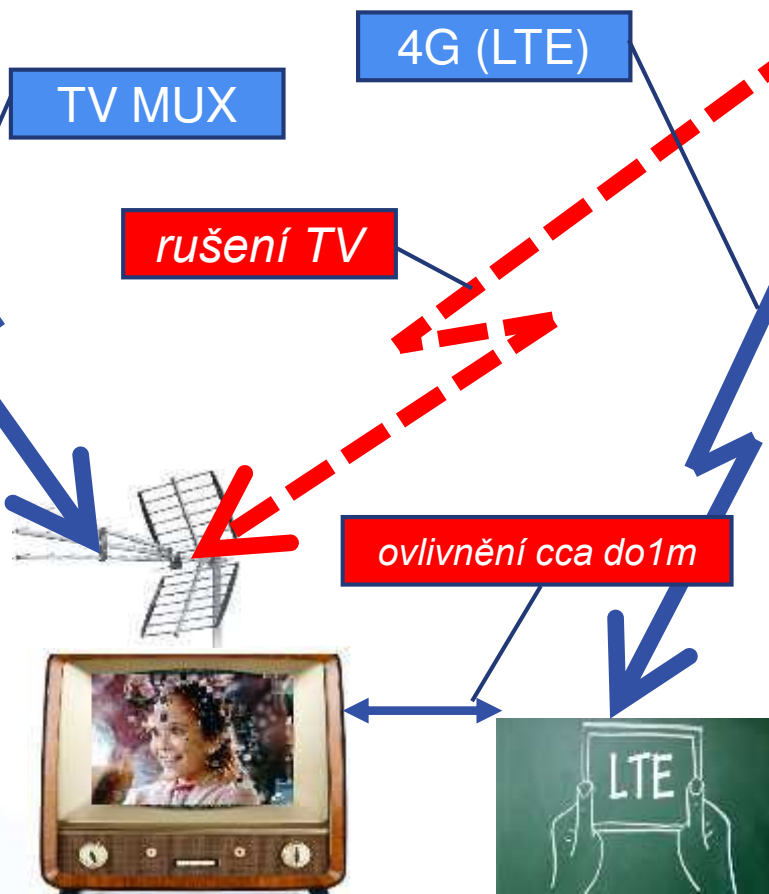 4G (LTE)
TV MUX
rušení TV
ovlivnění cca do1m
LTE